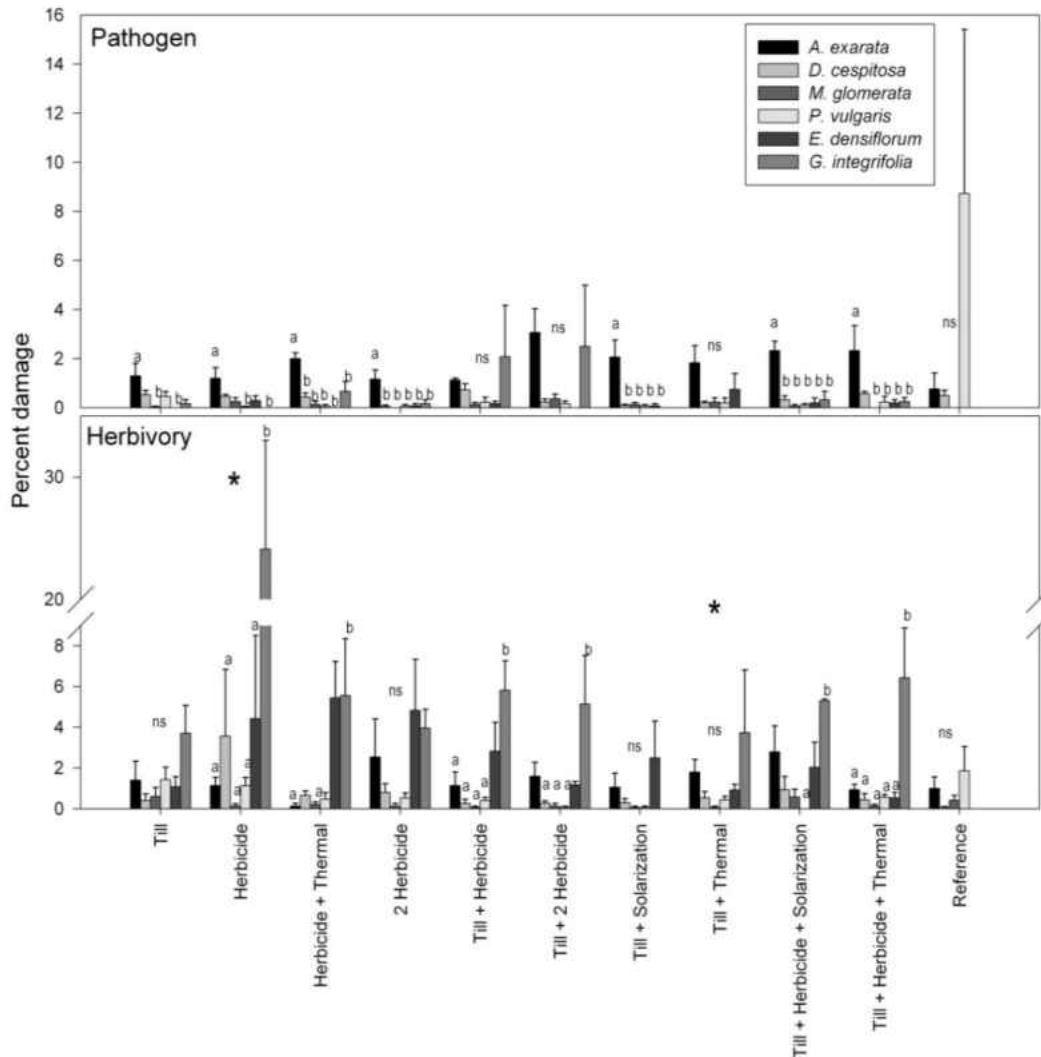 16
14
12
10
8
6
4
2
0
Pathogen
A. exarata
D. cespitosa
M. glomerata
P. vulgaris
E. densiflorum
G. integrifolia
a b b
a b b
a b b b b b
a b b b b b
ns
ns
a b b b b
ns
a b b b b b
a b b b b
ns
Percent damage
30
20
8
6
4
2
0
Herbivory
*
*
ns
a a a a a b
a a b
ns
a a a a b
a a a b
ns
ns
a b
a a a a a b
ns
Till
Herbicide
Herbicide + Thermal
2 Herbicide
Till + Herbicide
Till + 2 Herbicide
Till + Solarization
Till + Thermal
Till + Herbicide + Solarization
Till + Herbicide + Thermal
Reference